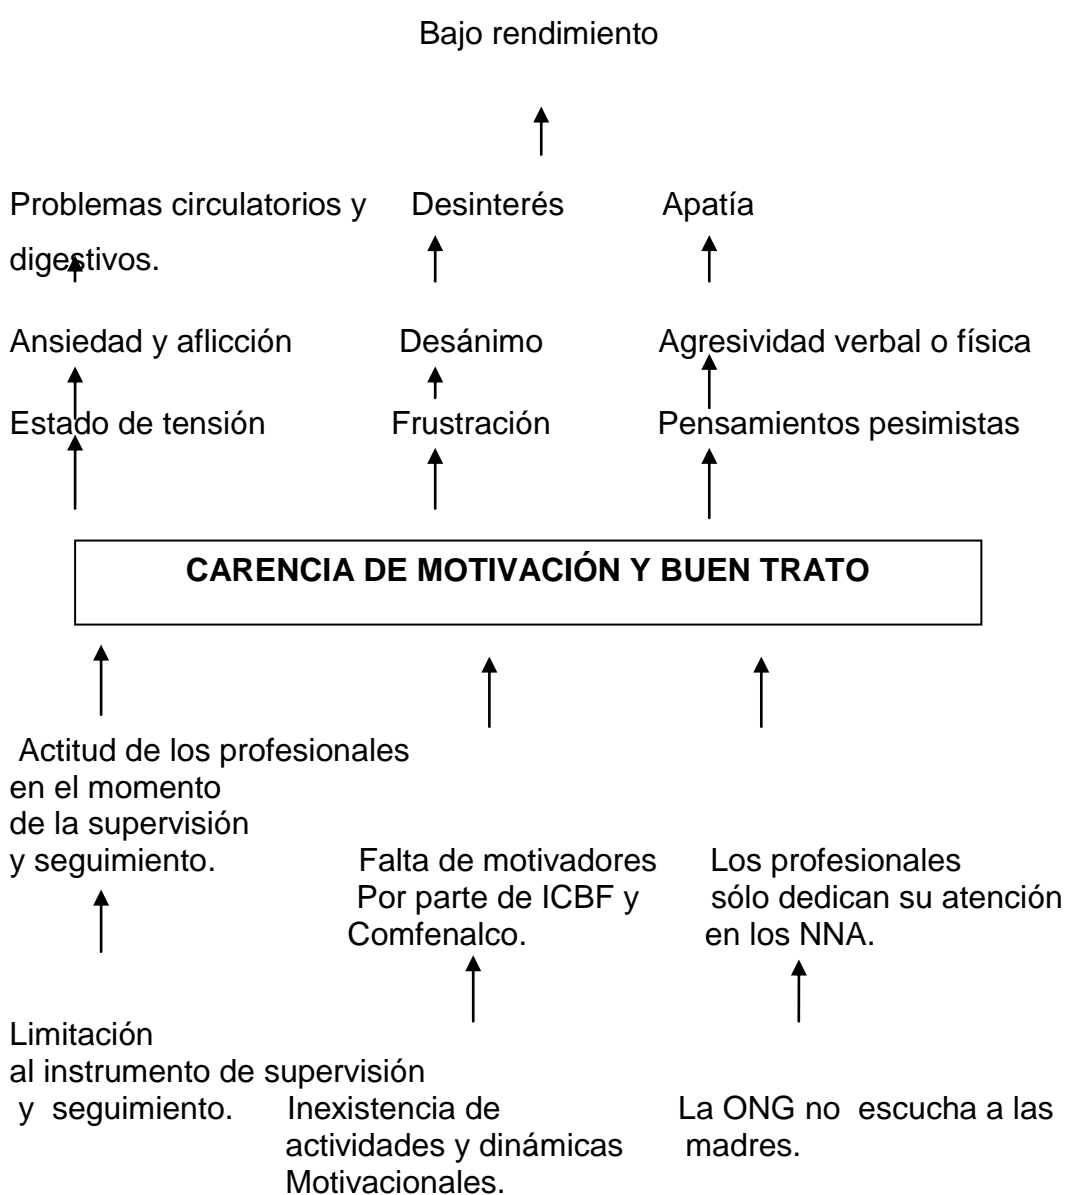 Bajo rendimiento
Problemas circulatorios y Desinterés Apatía
digestivos.
Ansiedad y aflicción Desánimo Agresividad verbal o física
Estado de tensión Frustración Pensamientos pesimistas
CARENCIA DE MOTIVACIÓN Y BUEN TRATO
Actitud de los profesionales
en el momento
de la supervisión
y seguimiento. Falta de motivadores Los profesionales
Por parte de ICBF y sólo dedican su atención
Comfenalco. en los NNA.
Limitación
al instrumento de supervisión
y seguimiento. Inexistencia de La ONG no escucha a las
actividades y dinámicas madres.
Motivacionales.